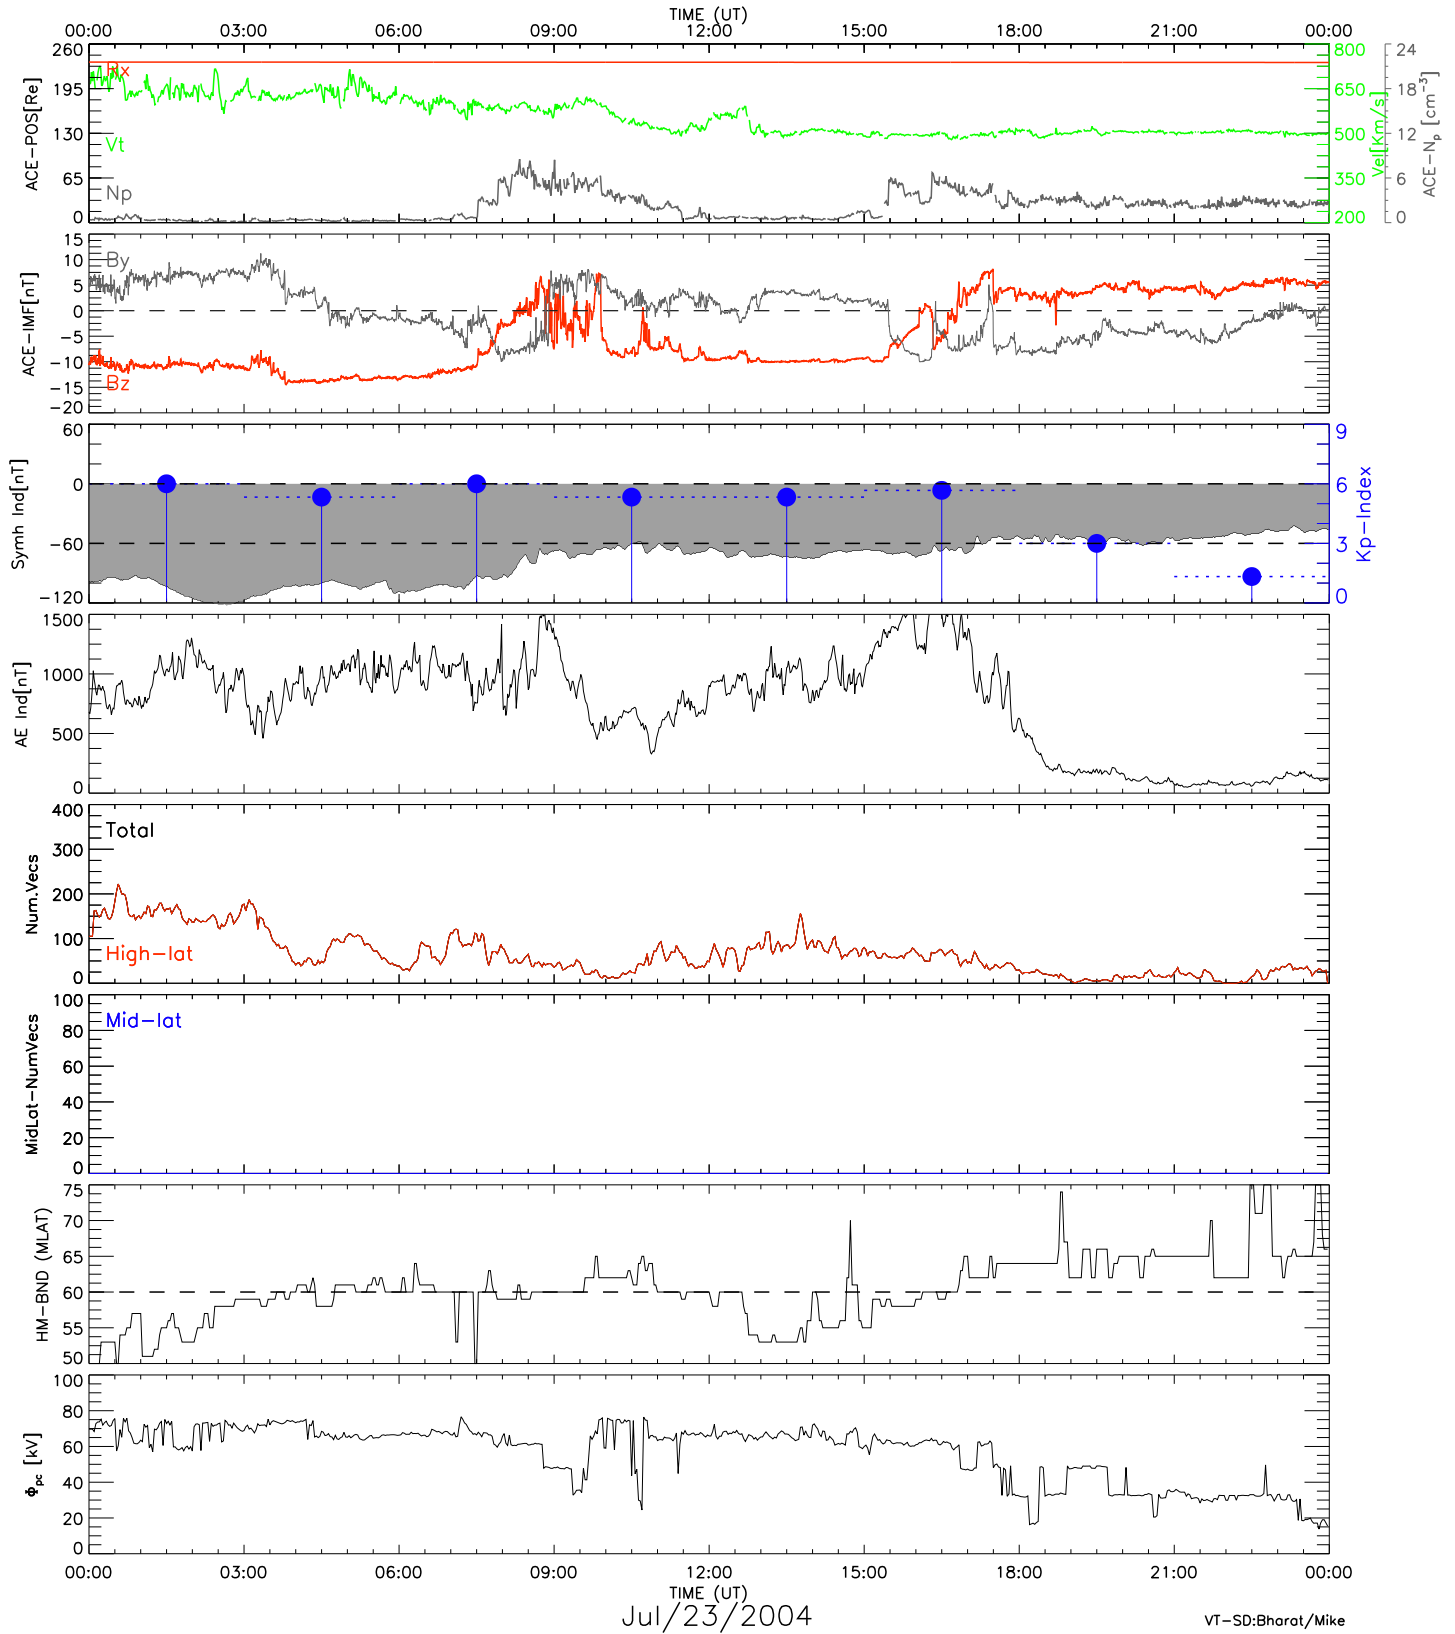 TIME (UT)
00:00 03:00 06:00 09:00 12:00 15:00 18:00 21:00 00:00
ACE-POS[Re]
260
195
130
65
0
Rx
Vt
Np
800
650
500
350
200
Vel[Km/s]
24
18
12
6
0
ACE-Np [cm⁻³]
ACE-IMF[nT]
15
10
5
0
-5
-10
-15
-20
By
Bz
Symh Ind[nT]
60
0
-60
-120
9
6
3
0
Kp-Index
AE Ind[nT]
1500
1000
500
0
Num.Vecs
400
300
200
100
0
Total
High-lat
MidLat-NumVecs
100
80
60
40
20
0
Mid-lat
HM-BND (MLAT)
75
70
65
60
55
50
Φpc [kV]
100
80
60
40
20
0
00:00 03:00 06:00 09:00 12:00 15:00 18:00 21:00 00:00
TIME (UT)
Jul/23/2004
VT-SD:Bharat/Mike